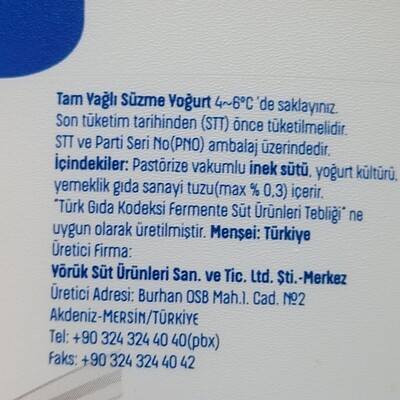 Tam Yağlı Süzme Yoğurt 4~6°C 'de saklayınız.
Son tüketim tarihinden (STT) önce tüketilmelidir.
STT ve Parti Seri No(PNO) ambalaj üzerindedir.
İçindekiler: Pastörize vakumlu inek sütü, yoğurt kültürü,
yemeklik gıda sanayi tuzu(max % 0,3) içerir.
"Türk Gıda Kodeksi Fermente Süt Ürünleri Tebliği" ne
uygun olarak üretilmiştir. Menşei: Türkiye
Üretici Firma:
Yörük Süt Ürünleri San. ve Tic. Ltd. Şti.-Merkez
Üretici Adresi: Burhan OSB Mah.1. Cad. №2
Akdeniz-MERSİN/TÜRKİYE
Tel: +90 324 324 40 40(pbx)
Faks: +90 324 324 40 42